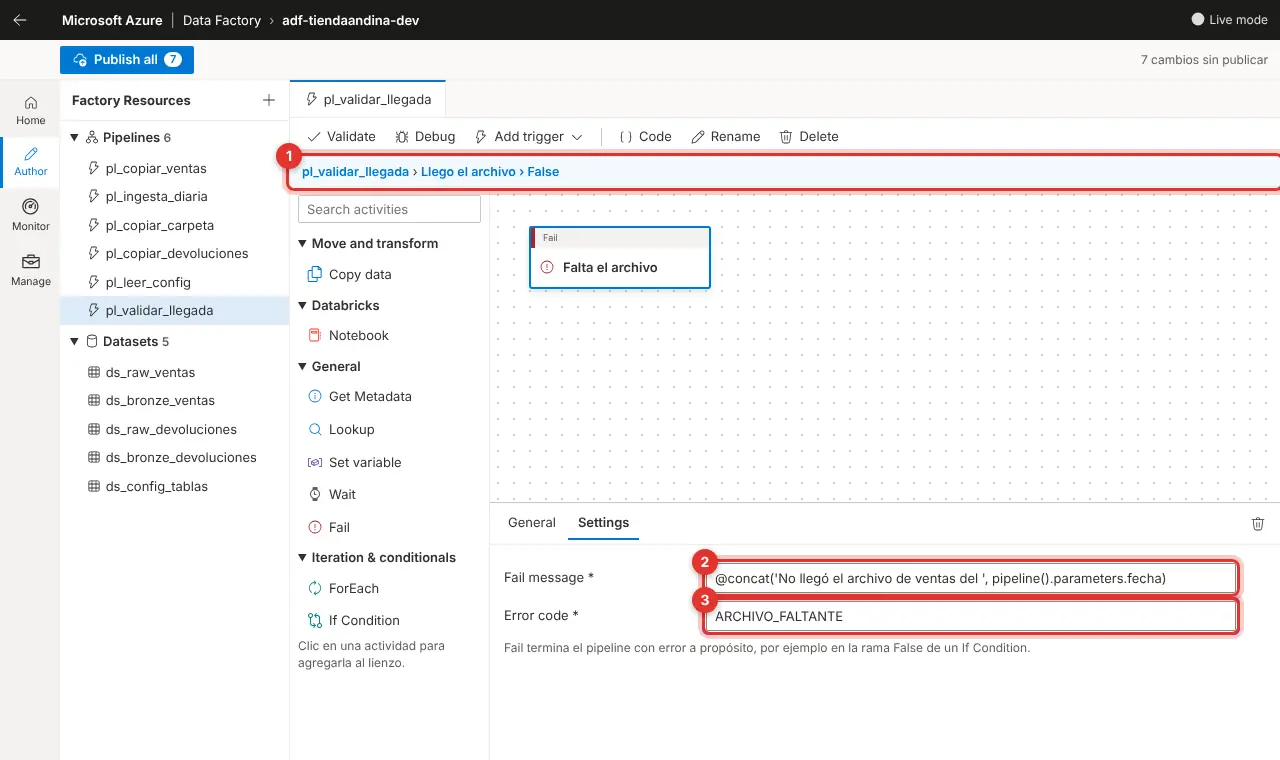 Microsoft Azure | Data Factory › adf-tiendaandina-dev
Live mode
Publish all 7
7 cambios sin publicar
Home
Author
Monitor
Manage
Factory Resources
Pipelines 6
pl_copiar_ventas
pl_ingesta_diaria
pl_copiar_carpeta
pl_copiar_devoluciones
pl_leer_config
pl_validar_llegada
Datasets 5
ds_raw_ventas
ds_bronze_ventas
ds_raw_devoluciones
ds_bronze_devoluciones
ds_config_tablas
pl_validar_llegada
Validate Debug Add trigger Code Rename Delete
1
pl_validar_llegada › Llego el archivo › False
Search activities
Move and transform
Copy data
Databricks
Notebook
General
Get Metadata
Lookup
Set variable
Wait
Fail
Iteration & conditionals
ForEach
If Condition
Clic en una actividad para
agregarla al lienzo.
Fail
Falta el archivo
General Settings
2
Fail message * @concat('No llegó el archivo de ventas del ', pipeline().parameters.fecha)
3
Error code * ARCHIVO_FALTANTE
Fail termina el pipeline con error a propósito, por ejemplo en la rama False de un If Condition.